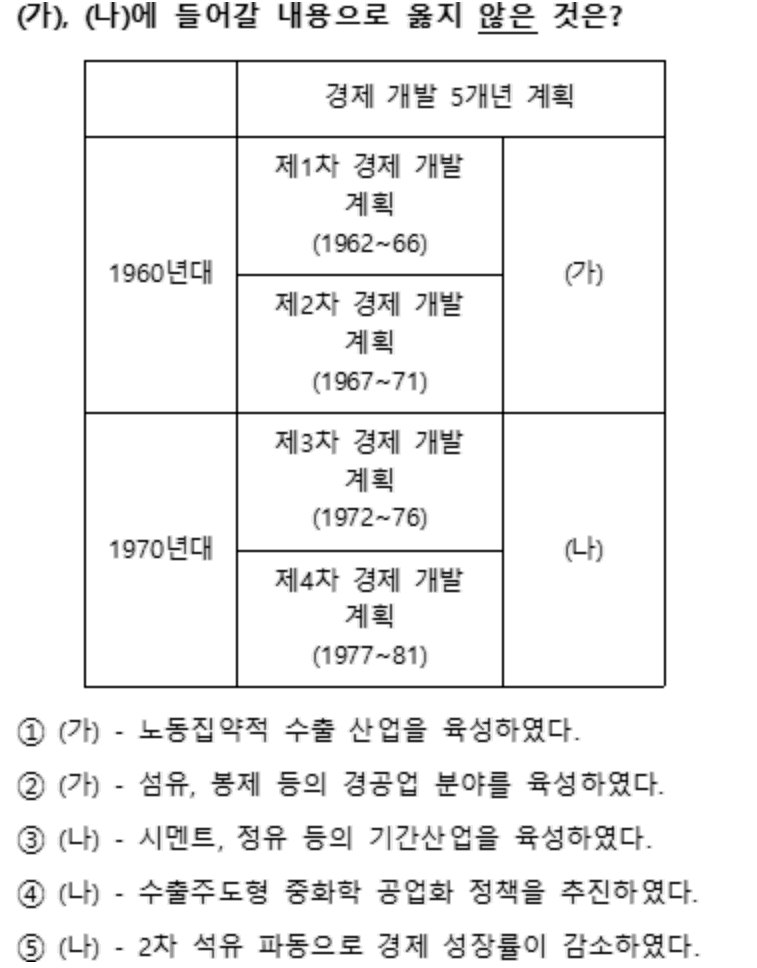 (가), (나)에 들어갈 내용으로 옳지 않은 것은?
경제 개발 5개년 계획
1960년대
제1차 경제 개발
계획
(1962~66)
(가)
제2차 경제 개발
계획
(1967~71)
1970년대
제3차 경제 개발
계획
(1972~76)
(나)
제4차 경제 개발
계획
(1977~81)
① (가) - 노동집약적 수출 산업을 육성하였다.
② (가) - 섬유, 봉제 등의 경공업 분야를 육성하였다.
③ (나) - 시멘트, 정유 등의 기간산업을 육성하였다.
④ (나) - 수출주도형 중화학 공업화 정책을 추진하였다.
⑤ (나) - 2차 석유 파동으로 경제 성장률이 감소하였다.